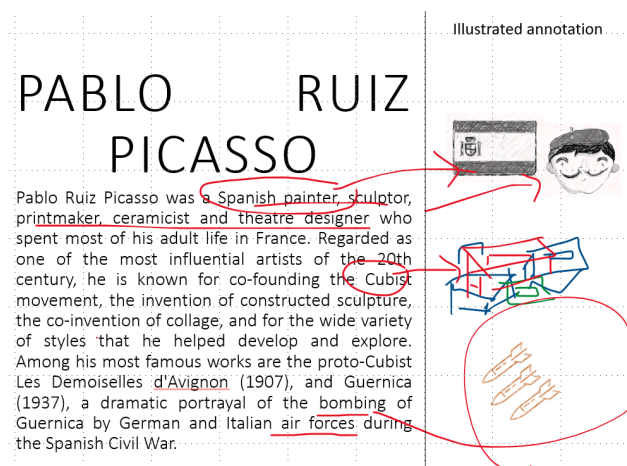 Illustrated annotation
PABLO RUIZ
PICASSO
Pablo Ruiz Picasso was a Spanish painter, sculptor,
printmaker, ceramicist and theatre designer who
spent most of his adult life in France. Regarded as
one of the most influential artists of the 20th
century, he is known for co-founding the Cubist
movement, the invention of constructed sculpture,
the co-invention of collage, and for the wide variety
of styles that he helped develop and explore.
Among his most famous works are the proto-Cubist
Les Demoiselles d'Avignon (1907), and Guernica
(1937), a dramatic portrayal of the bombing of
Guernica by German and Italian air forces during
the Spanish Civil War.